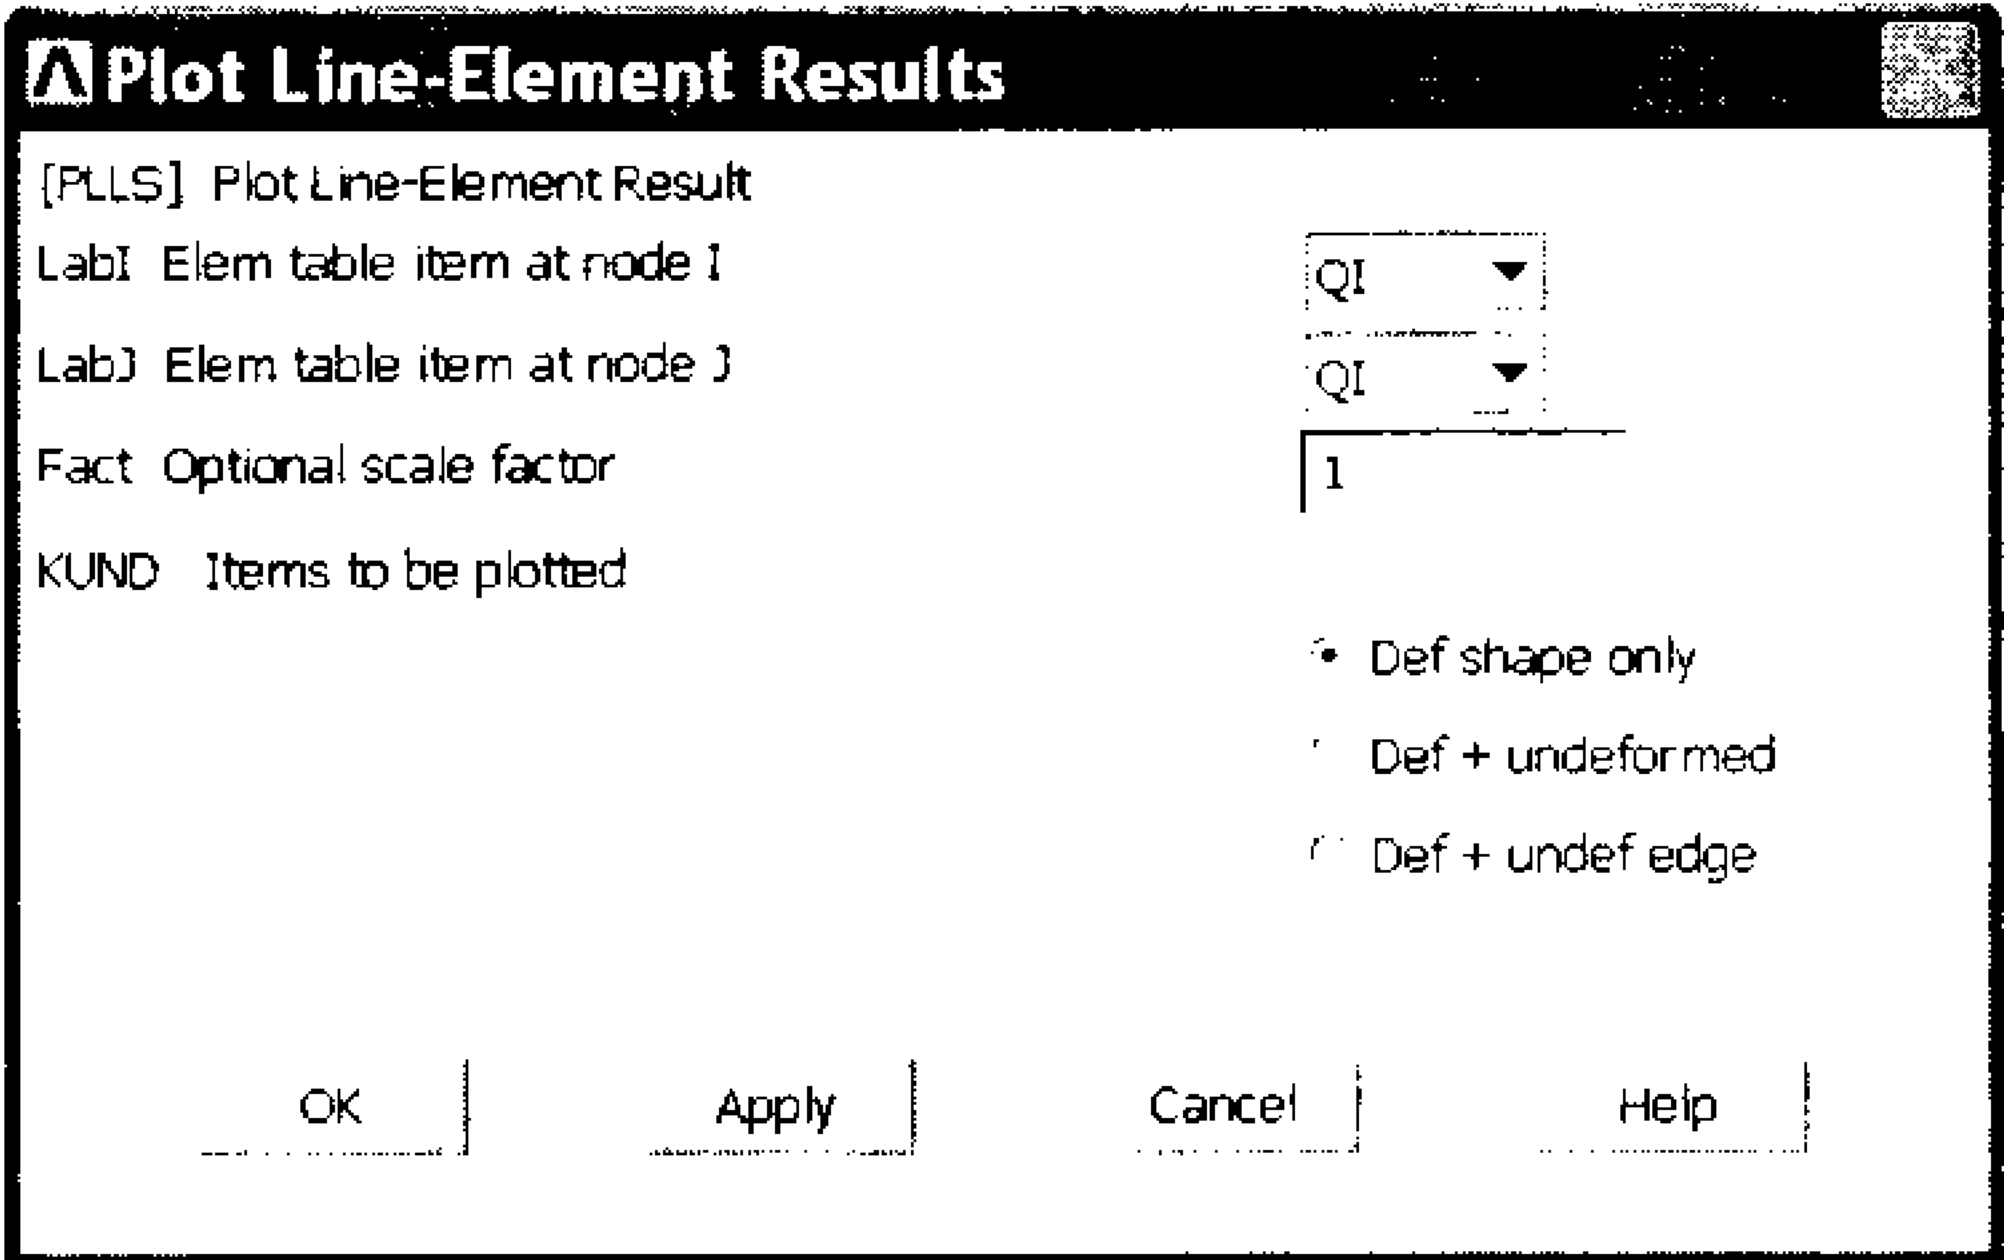 Plot Line-Element Results
[PLLS] Plot Line-Element Result
LabI Elem table item at node I
QI
LabJ Elem table item at node J
QI
Fact Optional scale factor
1
KUND Items to be plotted
Def shape only
Def + undeformed
Def + undef edge
OK Apply Cancel Help